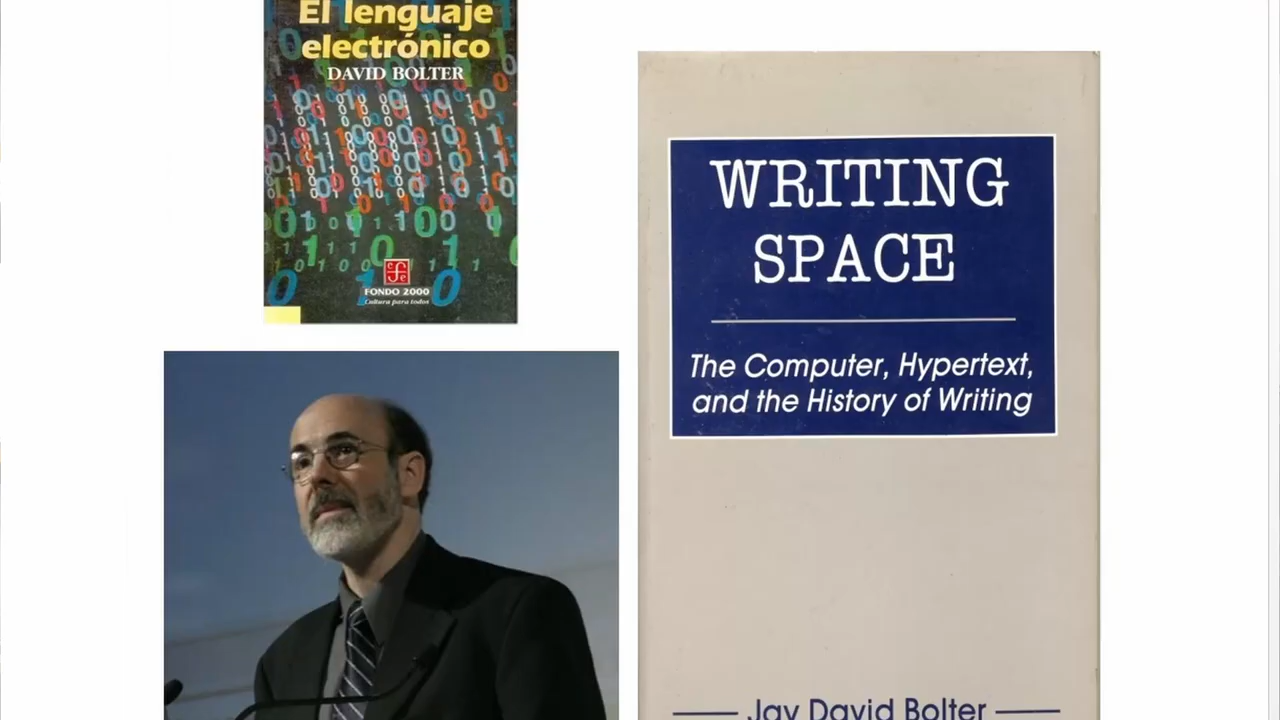 El lenguaje
electrónico
DAVID BOLTER
FONDO 2000
Cultura para todos
WRITING
SPACE
The Computer, Hypertext,
and the History of Writing
Jay David Bolter